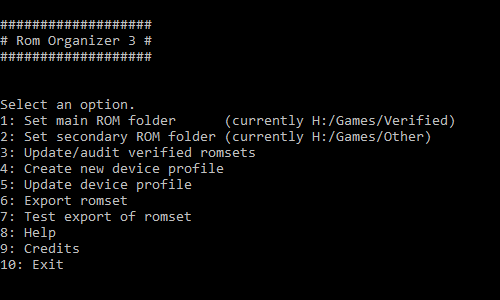 ####################
# Rom Organizer 3 #
####################
Select an option.
1: Set main ROM folder      (currently H:/Games/Verified)
2: Set secondary ROM folder (currently H:/Games/Other)
3: Update/audit verified romsets
4: Create new device profile
5: Update device profile
6: Export romset
7: Test export of romset
8: Help
9: Credits
10: Exit